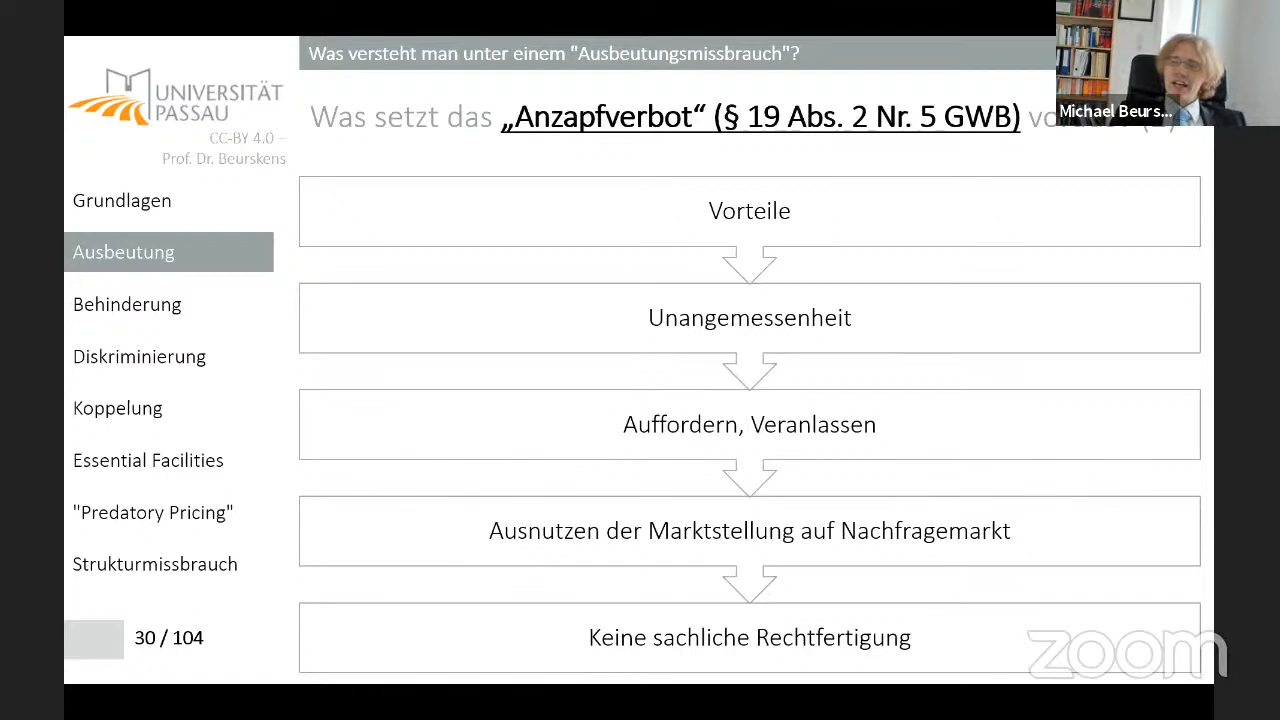 Was versteht man unter einem "Ausbeutungsmissbrauch"?
UNIVERSITÄT
PASSAU
CC-BY 4.0 –
Prof. Dr. Beurskens
Was setzt das „Anzapfverbot“ (§ 19 Abs. 2 Nr. 5 GWB)
Michael Beurs...
Grundlagen
Ausbeutung
Behinderung
Diskriminierung
Koppelung
Essential Facilities
"Predatory Pricing"
Strukturmissbrauch
30 / 104
Vorteile
Unangemessenheit
Auffordern, Veranlassen
Ausnutzen der Marktstellung auf Nachfragemarkt
Keine sachliche Rechtfertigung
zoom